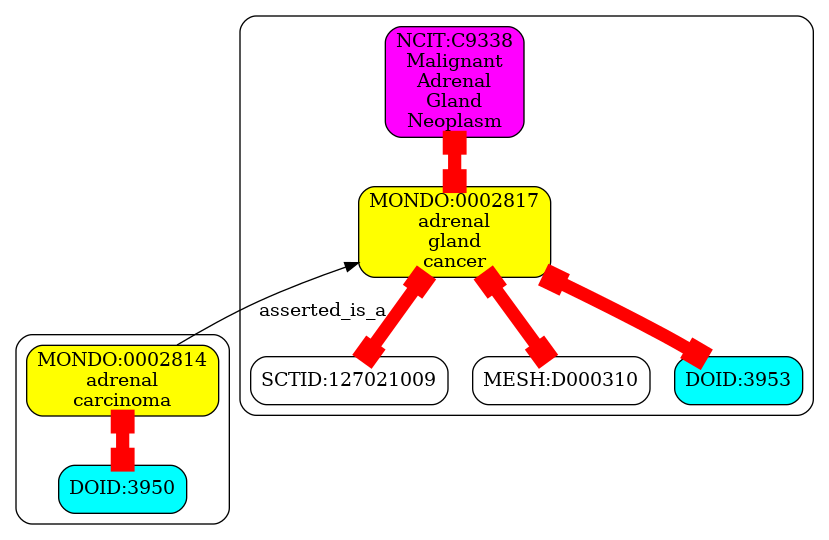 NCIT:C9338
Malignant
Adrenal
Gland
Neoplasm
MONDO:0002817
adrenal
gland
cancer
asserted_is_a
MONDO:0002814
adrenal
carcinoma
SCTID:127021009
MESH:D000310
DOID:3953
DOID:3950